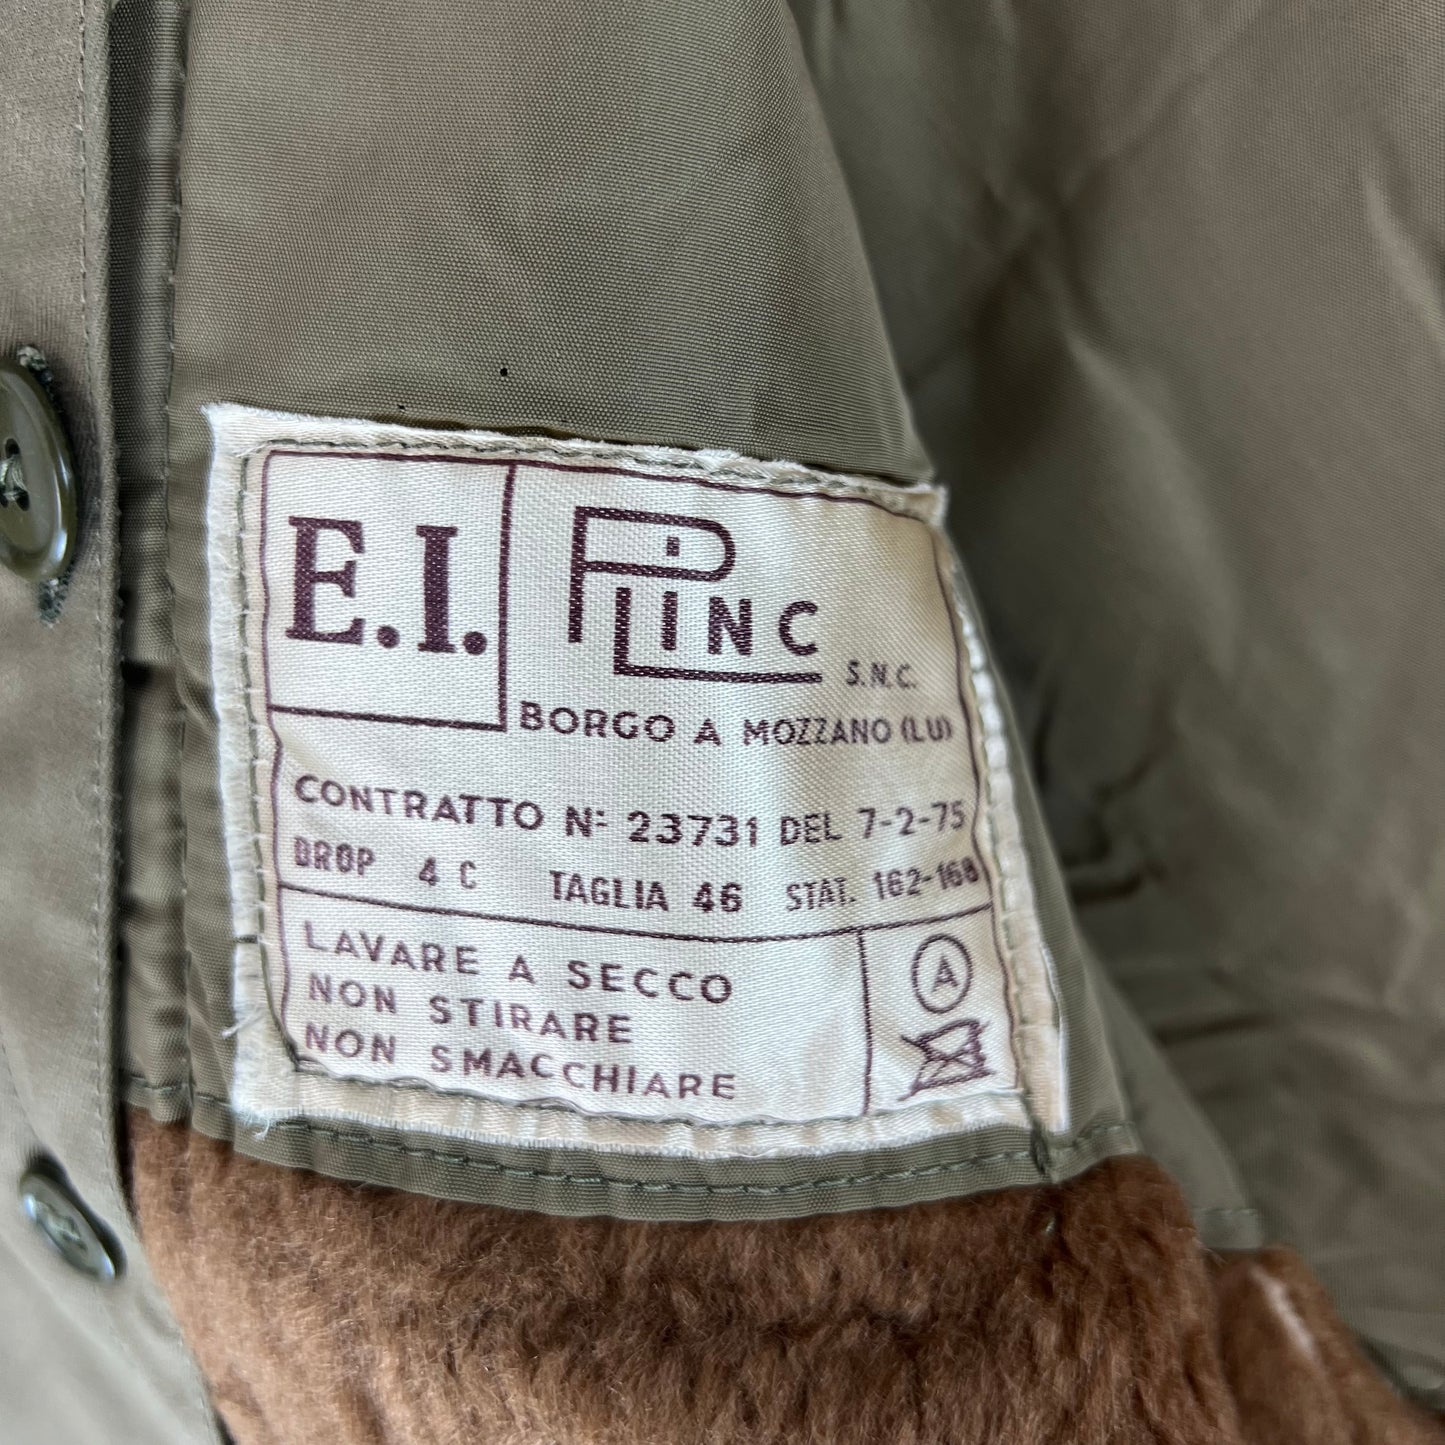 E.I.
PLINC S.N.C.
BORGO A MOZZANO (LU)
CONTRATTO Nº 23731 DEL 7-2-75
DROP 4 C TAGLIA 46 STAT. 162-168
LAVARE A SECCO
NON STIRARE
NON SMACCHIARE
A